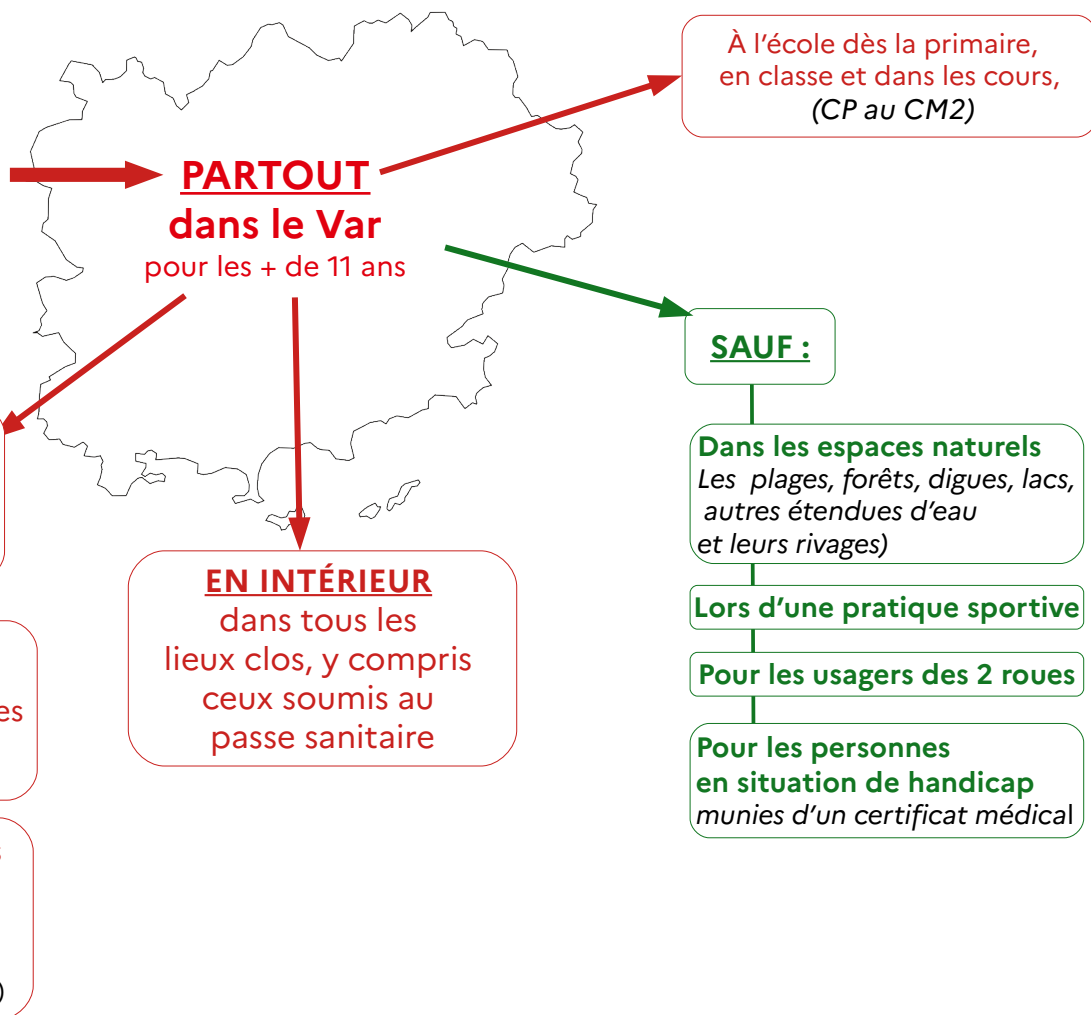 À l'école dès la primaire,
en classe et dans les cours,
(CP au CM2)
PARTOUT
dans le Var
pour les + de 11 ans
SAUF :
Dans les espaces naturels
Les plages, forêts, digues, lacs,
autres étendues d'eau
et leurs rivages)
Lors d'une pratique sportive
Pour les usagers des 2 roues
Pour les personnes
en situation de handicap
munies d'un certificat médical
EN INTÉRIEUR
dans tous les
lieux clos, y compris
ceux soumis au
passe sanitaire